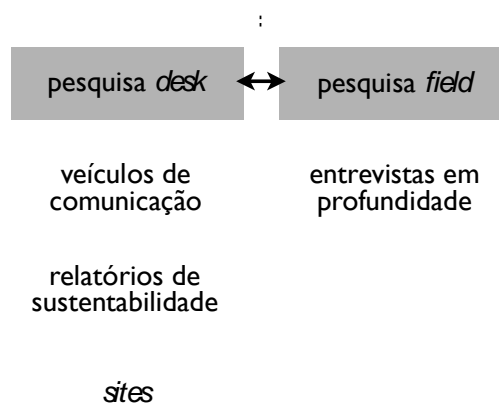 pesquisa desk
pesquisa field
veículos de
comunicação
entrevistas em
profundidade
relatórios de
sustentabilidade
sites